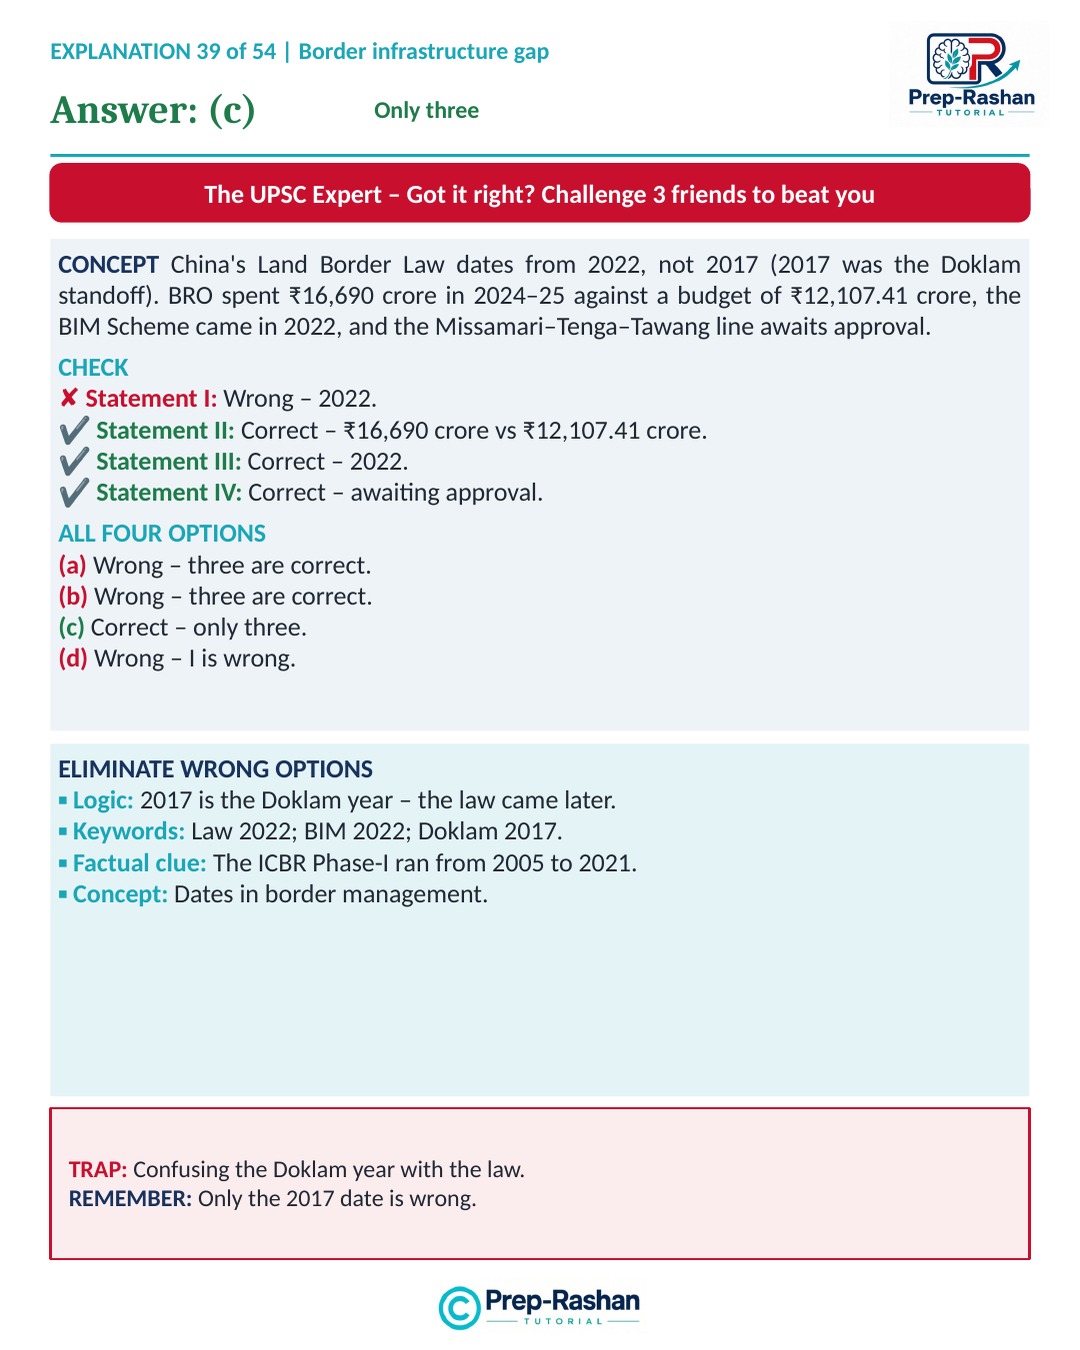 EXPLANATION 39 of 54 | Border infrastructure gap
Prep-Rashan
TUTORIAL
Answer: (c)
Only three
The UPSC Expert – Got it right? Challenge 3 friends to beat you
CONCEPT China's Land Border Law dates from 2022, not 2017 (2017 was the Doklam
standoff). BRO spent ₹16,690 crore in 2024–25 against a budget of ₹12,107.41 crore, the
BIM Scheme came in 2022, and the Missamari–Tenga–Tawang line awaits approval.
CHECK
✘ Statement I: Wrong – 2022.
✔ Statement II: Correct – ₹16,690 crore vs ₹12,107.41 crore.
✔ Statement III: Correct – 2022.
✔ Statement IV: Correct – awaiting approval.
ALL FOUR OPTIONS
(a) Wrong – three are correct.
(b) Wrong – three are correct.
(c) Correct – only three.
(d) Wrong – I is wrong.
ELIMINATE WRONG OPTIONS
▪ Logic: 2017 is the Doklam year – the law came later.
▪ Keywords: Law 2022; BIM 2022; Doklam 2017.
▪ Factual clue: The ICBR Phase-I ran from 2005 to 2021.
▪ Concept: Dates in border management.
TRAP: Confusing the Doklam year with the law.
REMEMBER: Only the 2017 date is wrong.
© Prep-Rashan
TUTORIAL